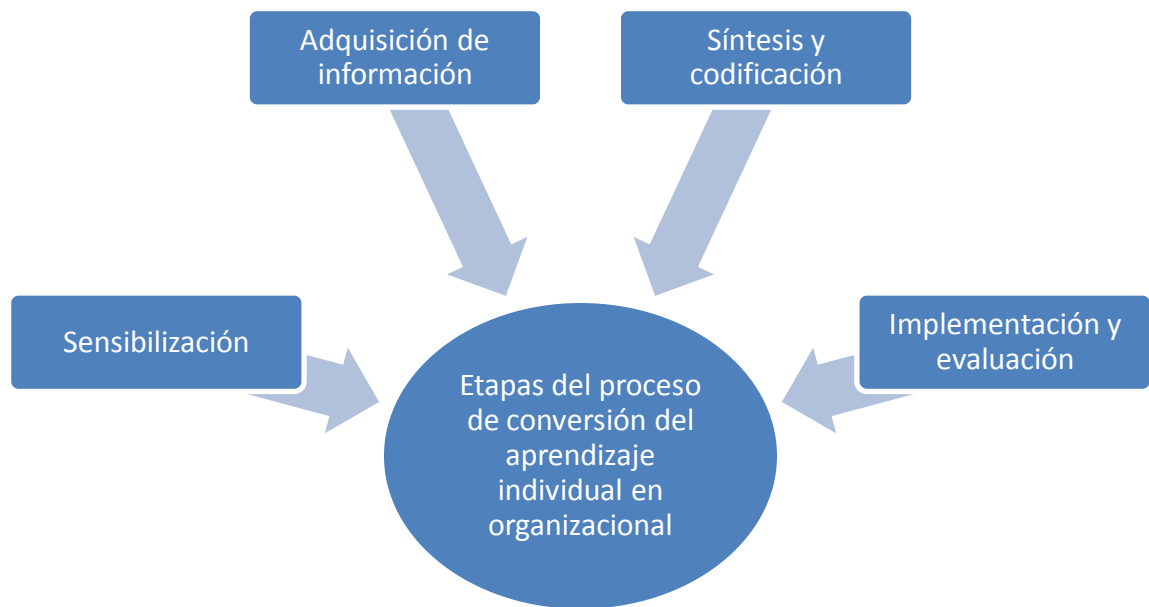 Adquisición de
información
Síntesis y
codificación
Sensibilización
Implementación y
evaluación
Etapas del proceso
de conversión del
aprendizaje
individual en
organizacional